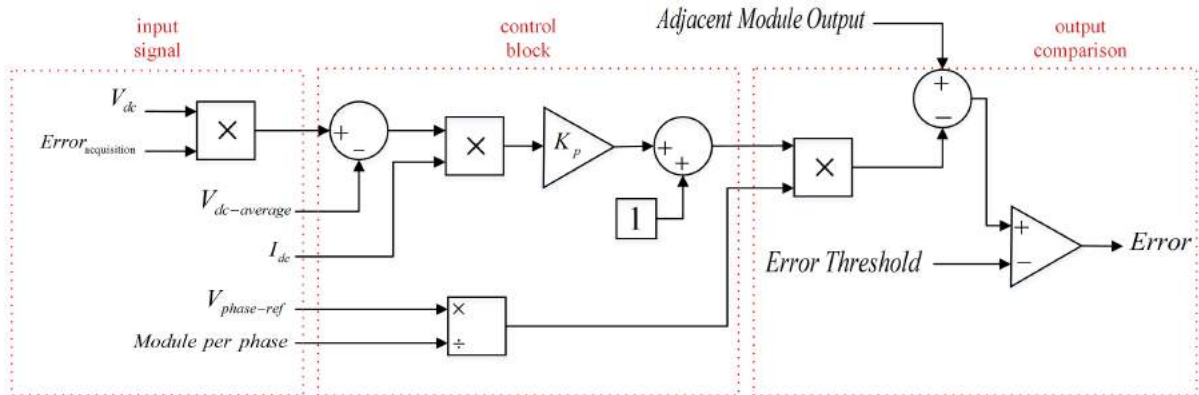 Adjacent Module Output
input
signal
control
block
output
comparison
V_dc
Error_acquisition
×
+
−
×
K_p
+
+
1
V_dc-average
I_dc
V_phase-ref
Module per phase
×
÷
×
+
−
Error Threshold
+
−
Error